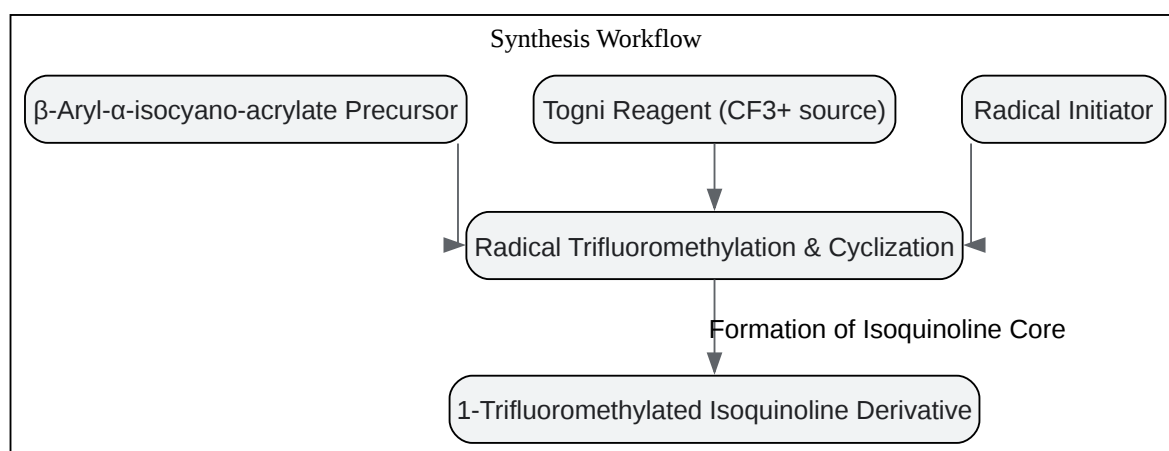 Synthesis Workflow
β-Aryl-α-isocyano-acrylate Precursor
Togni Reagent (CF3+ source)
Radical Initiator
Radical Trifluoromethylation & Cyclization
Formation of Isoquinoline Core
1-Trifluoromethylated Isoquinoline Derivative